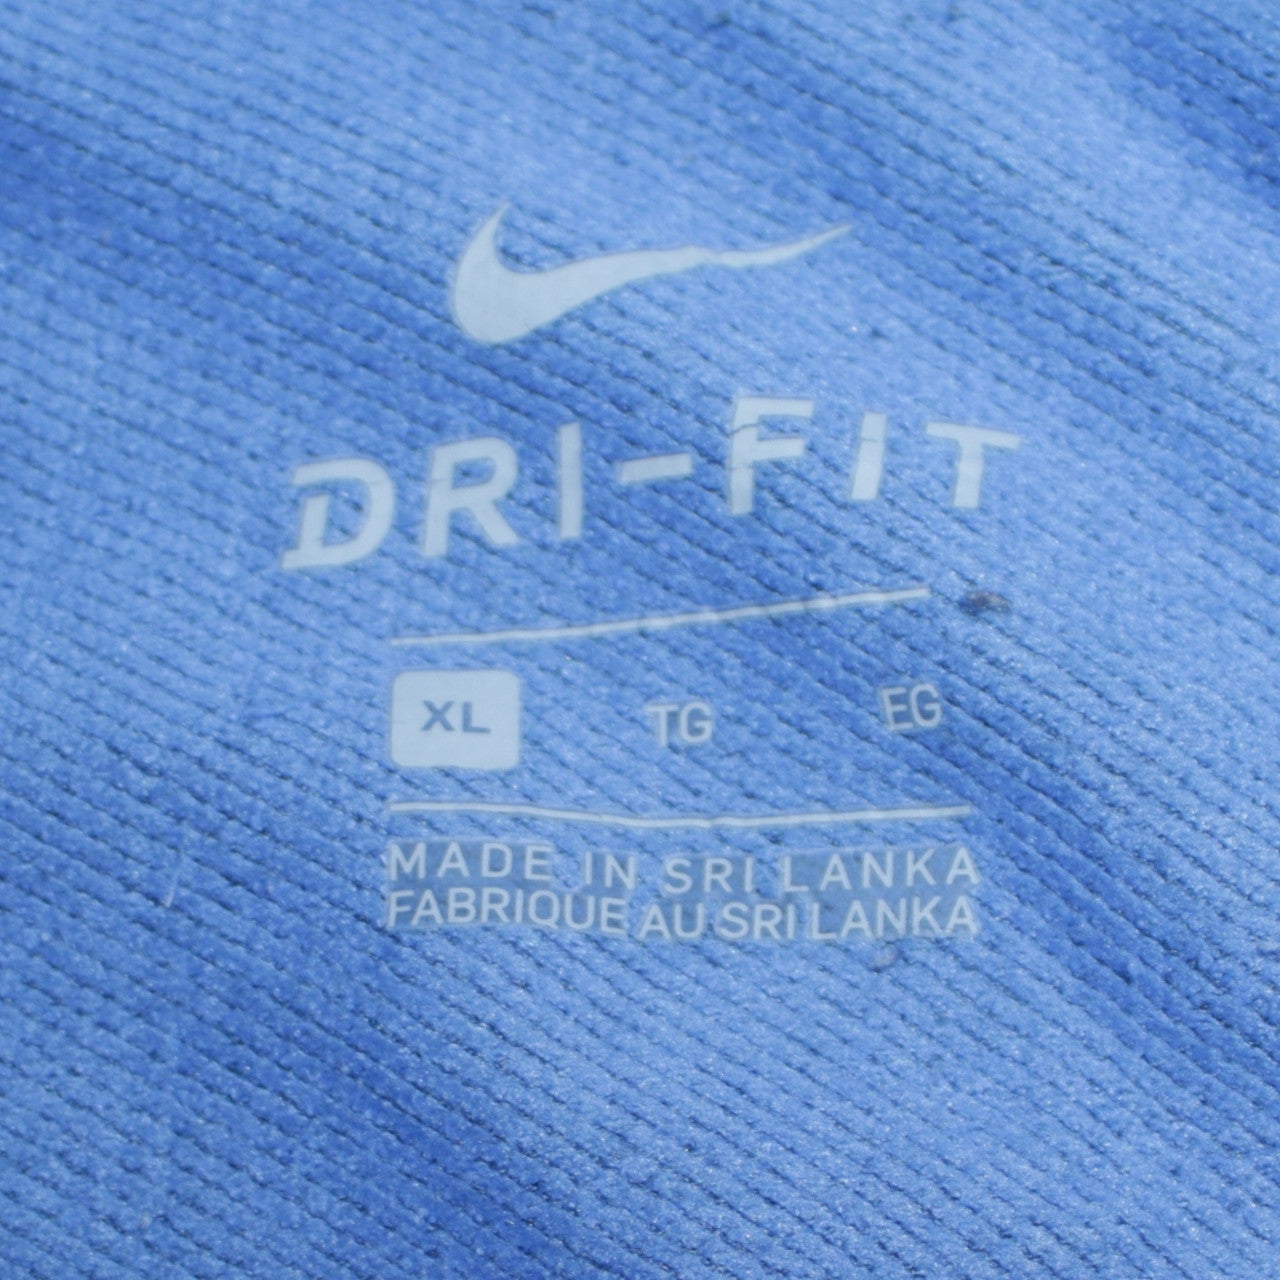 DRI-FIT
XL TG EG
MADE IN SRI LANKA
FABRIQUE AU SRI LANKA